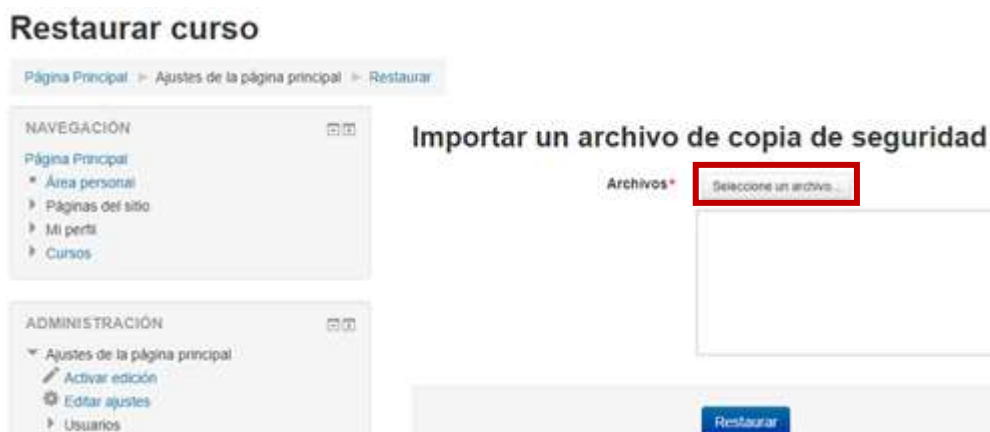 Restaurar curso
Página Principal ► Ajustes de la página principal ► Restaurar
NAVEGACIÓN
Página Principal
Área personal
Páginas del sitio
Mi perfil
Cursos
ADMINISTRACIÓN
Ajustes de la página principal
Activar edición
Editar ajustes
Usuarios
Importar un archivo de copia de seguridad
Archivos*
Seleccione un archivo...
Restaurar